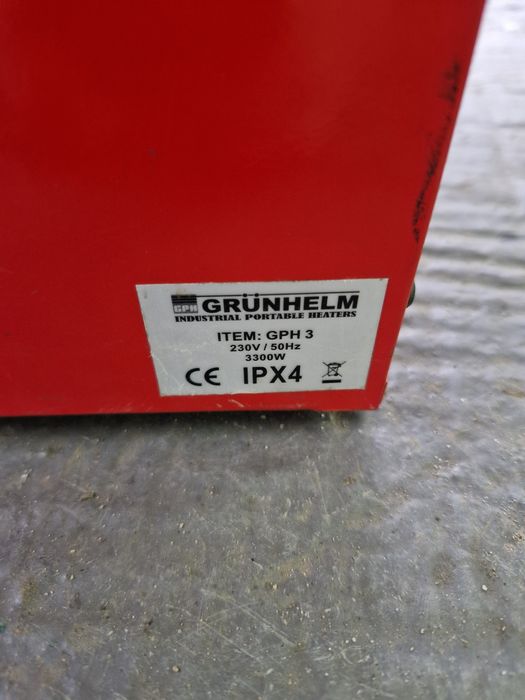 GPH GRÜNHELM
INDUSTRIAL PORTABLE HEATERS
ITEM: GPH 3
230V / 50Hz
3300W
CE IPX4